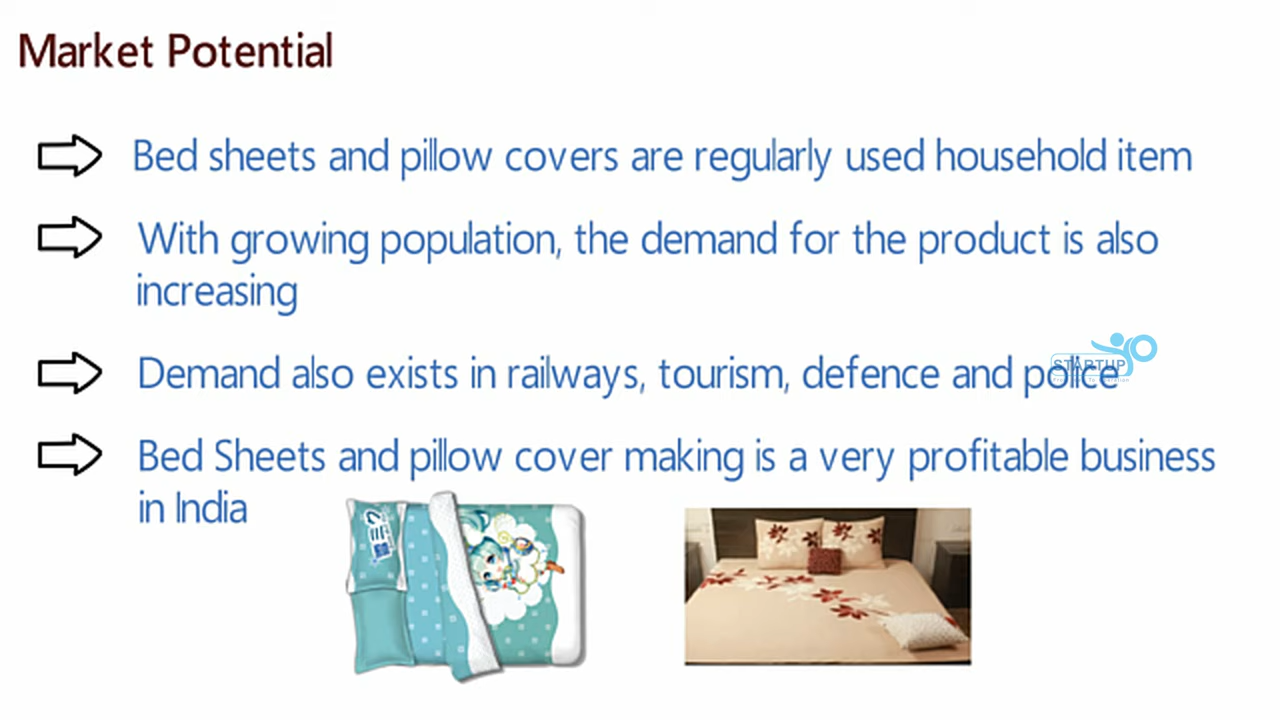 Market Potential
Bed sheets and pillow covers are regularly used household item
With growing population, the demand for the product is also
increasing
Demand also exists in railways, tourism, defence and police
STARTUP
Bed Sheets and pillow cover making is a very profitable business
in India